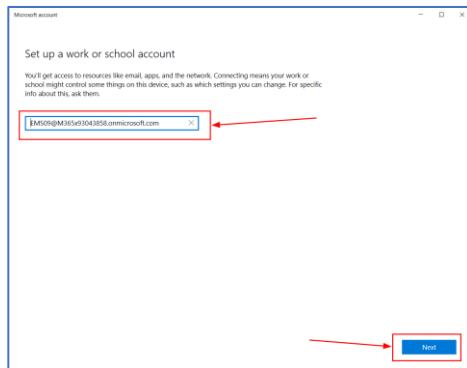 Microsoft account
Set up a work or school account
You'll get access to resources like email, apps, and the network. Connecting means your work or
school might control some things on this device, such as which settings you can change. For specific
info about this, ask them.
EMS09@M365x93043858.onmicrosoft.com
Next